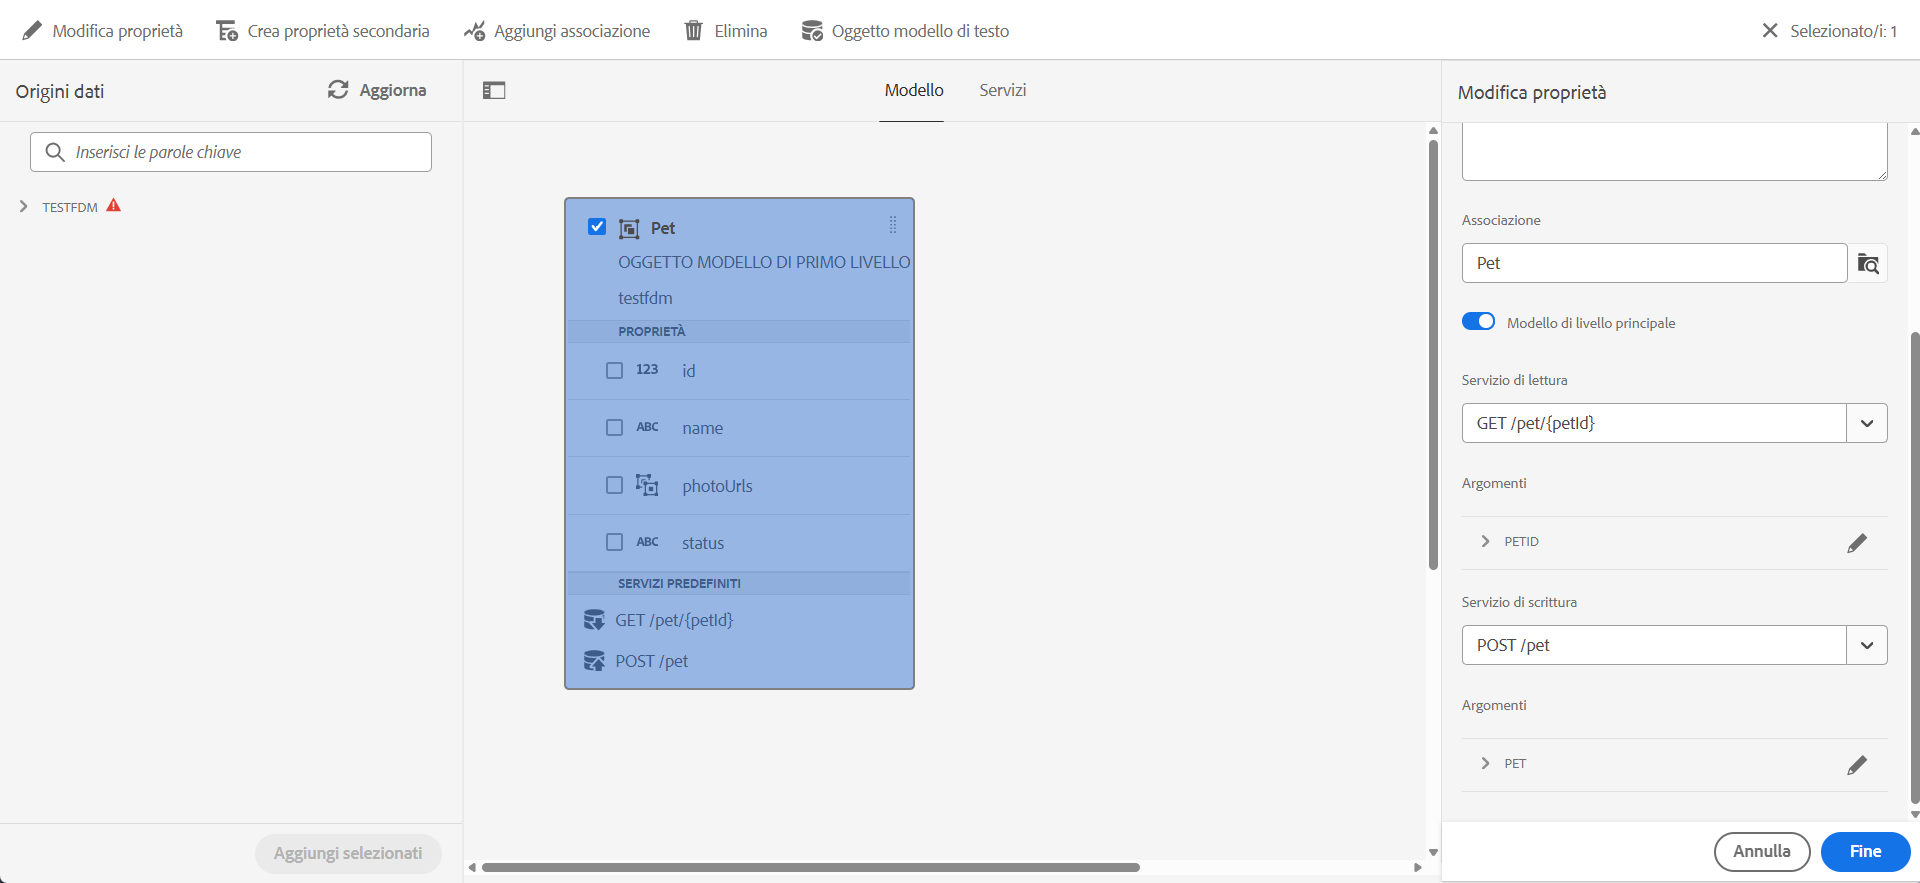 Modifica proprietà
Crea proprietà secondaria
Aggiungi associazione
Elimina
Oggetto modello di testo
Selezionato/i: 1
Origini dati
Aggiorna
Inserisci le parole chiave
TESTFDM
Aggiungi selezionati
Modello
Servizi
Pet
OGGETTO MODELLO DI PRIMO LIVELLO
testfdm
PROPRIETÀ
123 id
ABC name
photoUrls
ABC status
SERVIZI PREDEFINITI
GET /pet/{petId}
POST /pet
Modifica proprietà
Associazione
Pet
Modello di livello principale
Servizio di lettura
GET /pet/{petId}
Argomenti
PETID
Servizio di scrittura
POST /pet
Argomenti
PET
Annulla
Fine